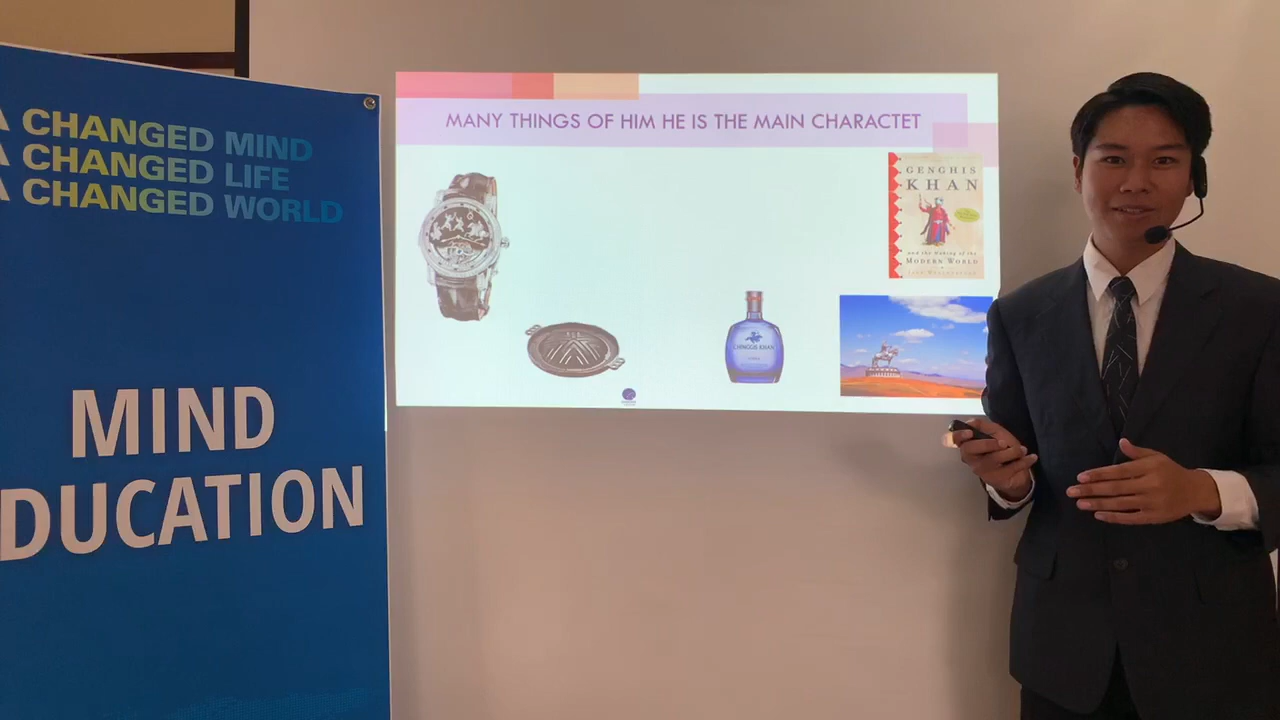 A CHANGED MIND
A CHANGED LIFE
A CHANGED WORLD
MIND
DUCATION
MANY THINGS OF HIM HE IS THE MAIN CHARACTET
GENGHIS
KHAN
and the Making of the
MODERN WORLD
CHINGGIS KHAN